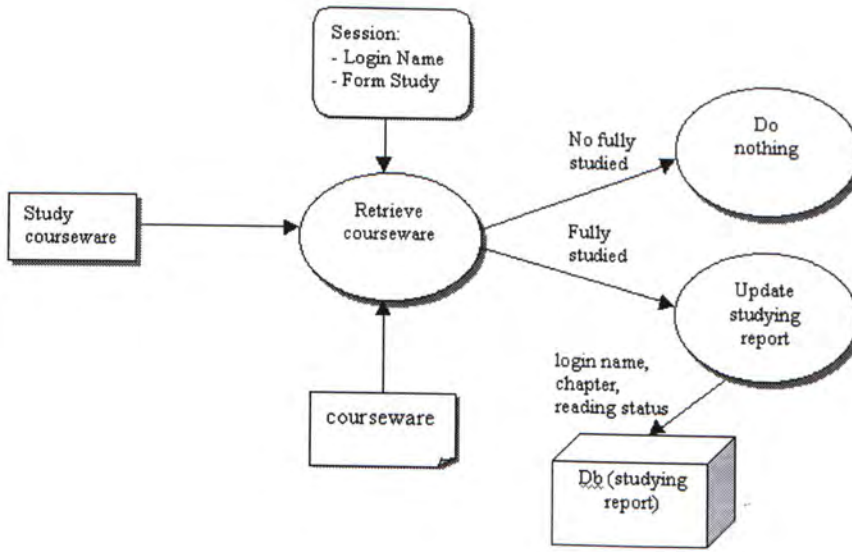 Session:
- Login Name
- Form Study
Do
nothing
No fully
studied
Study
courseware
Retrieve
courseware
Fully
studied
Update
studying
report
login name,
chapter,
reading status
courseware
Db (studying
report)